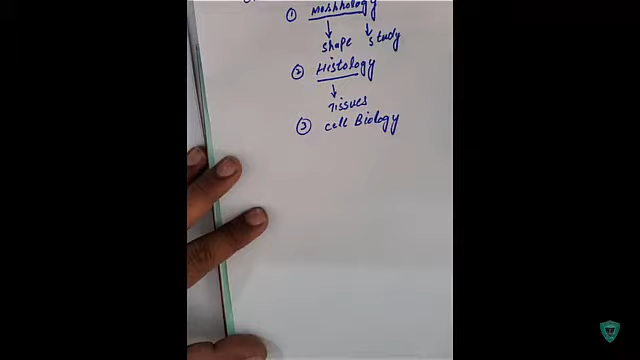 ① Morphology
↓ ↓
shape study
② Histology
↓
Tissues
③ cell Biology